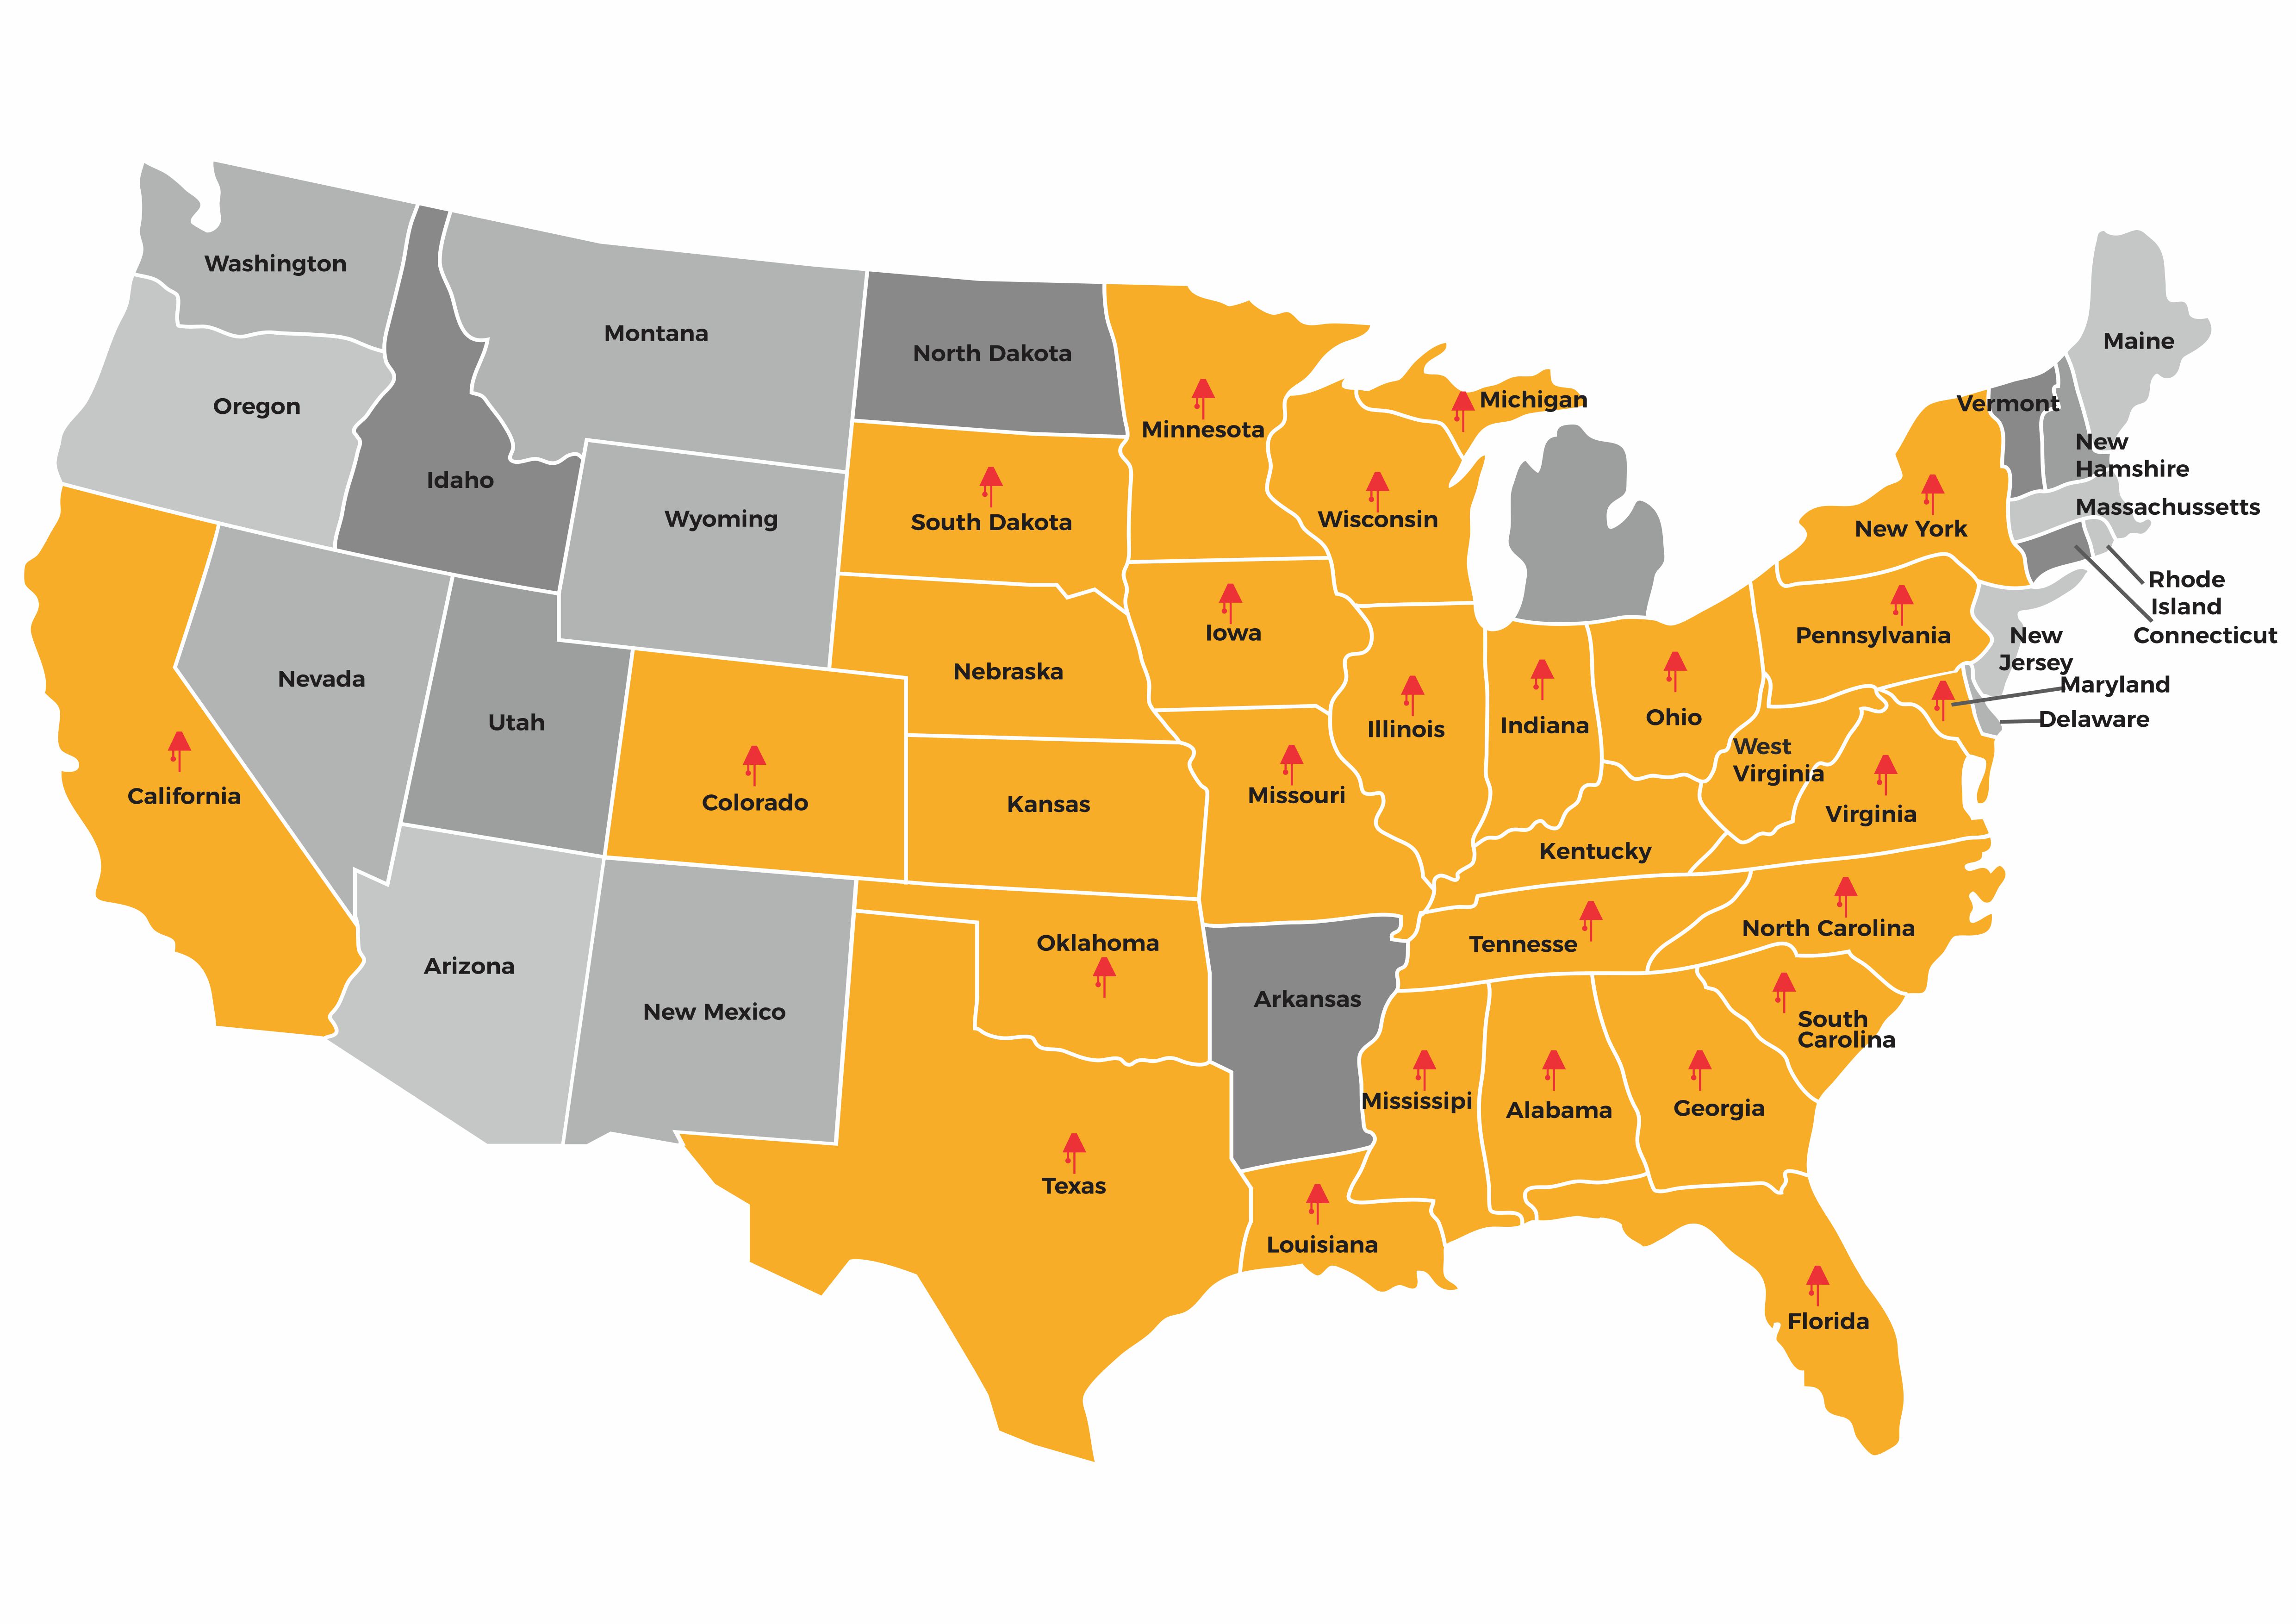 Washington
Montana
North Dakota
Maine
Oregon
Minnesota
Michigan
Vermont
New
Hamshire
Idaho
Wyoming
South Dakota
Wisconsin
New York
Massachussetts
Rhode
Island
Connecticut
Iowa
Pennsylvania
New
Jersey
Nevada
Nebraska
Maryland
Utah
Illinois
Indiana
Ohio
Delaware
West
Virginia
California
Colorado
Kansas
Missouri
Virginia
Kentucky
Arizona
Oklahoma
Tennesse
North Carolina
New Mexico
Arkansas
South
Carolina
Mississipi
Alabama
Georgia
Texas
Louisiana
Florida